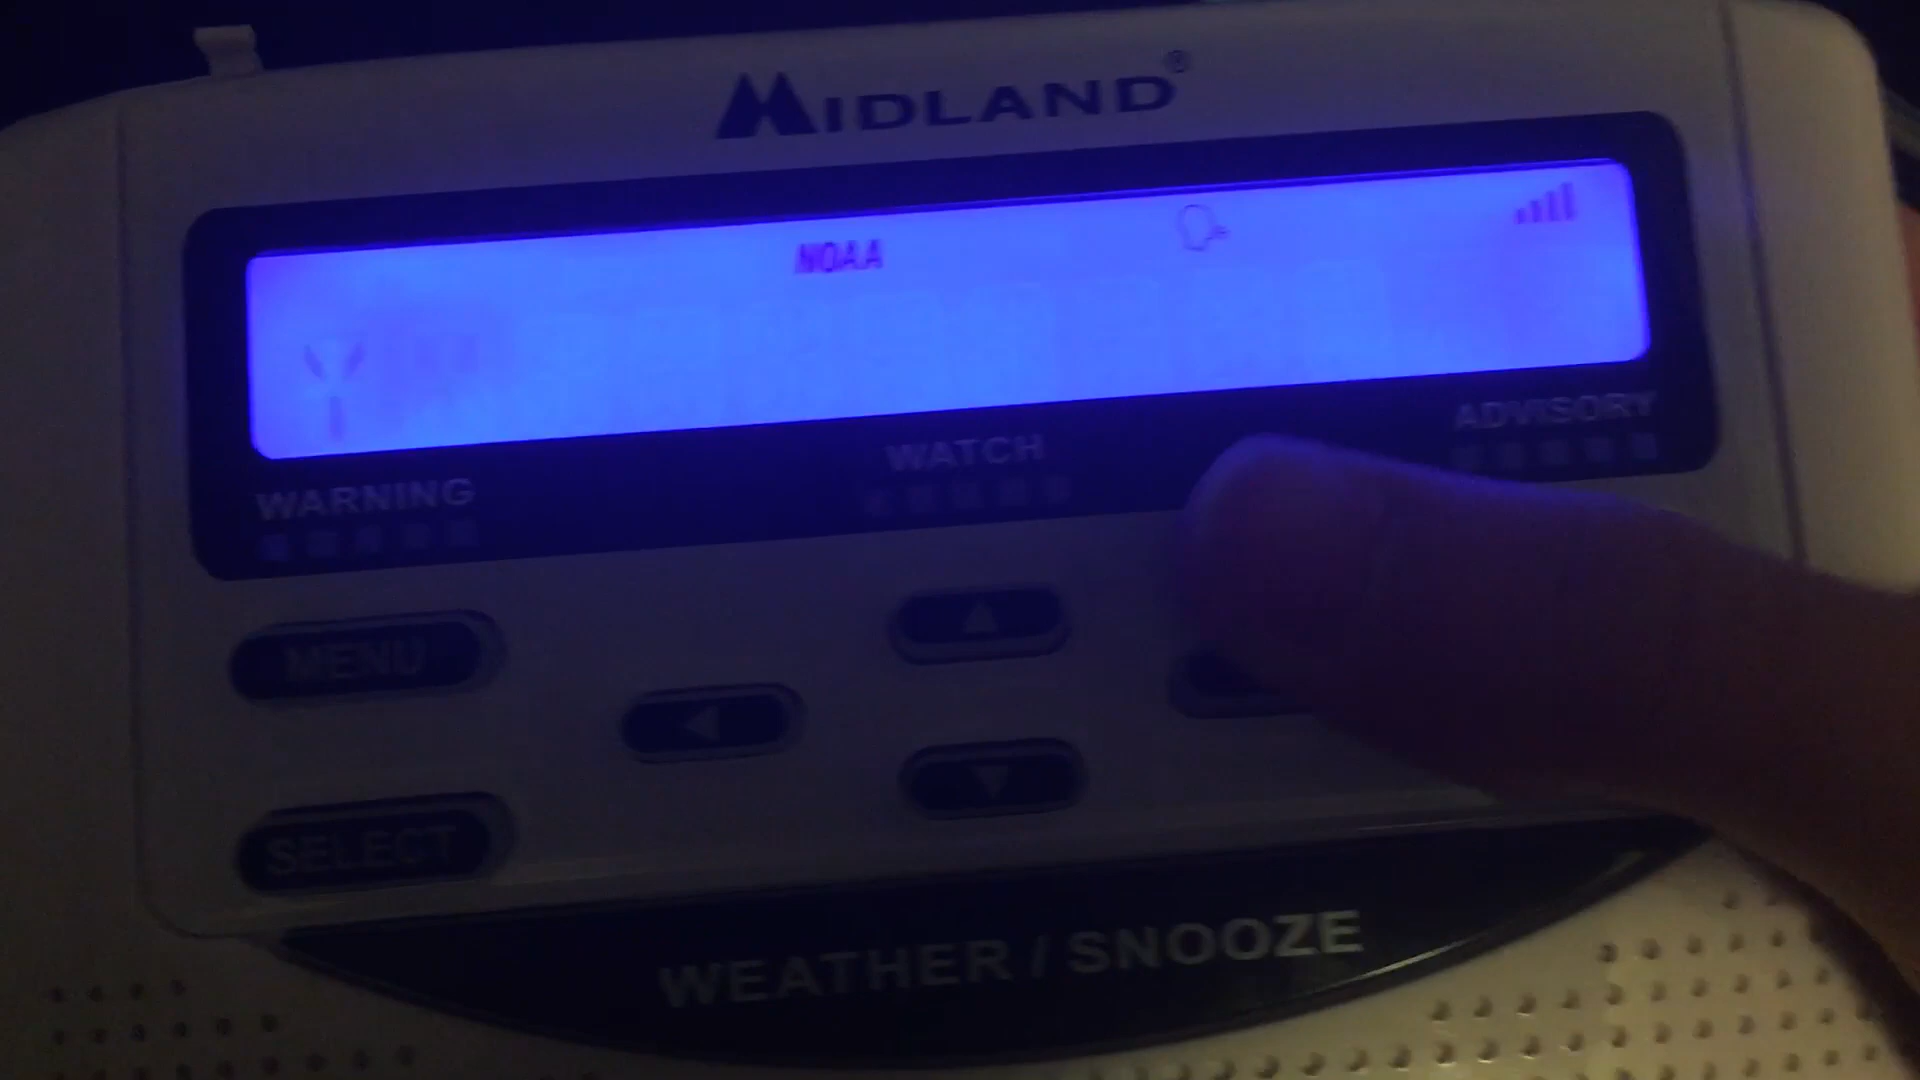 MIDLAND®
NOAA
WARNING
WATCH
ADVISORY
MENU
SELECT
WEATHER / SNOOZE